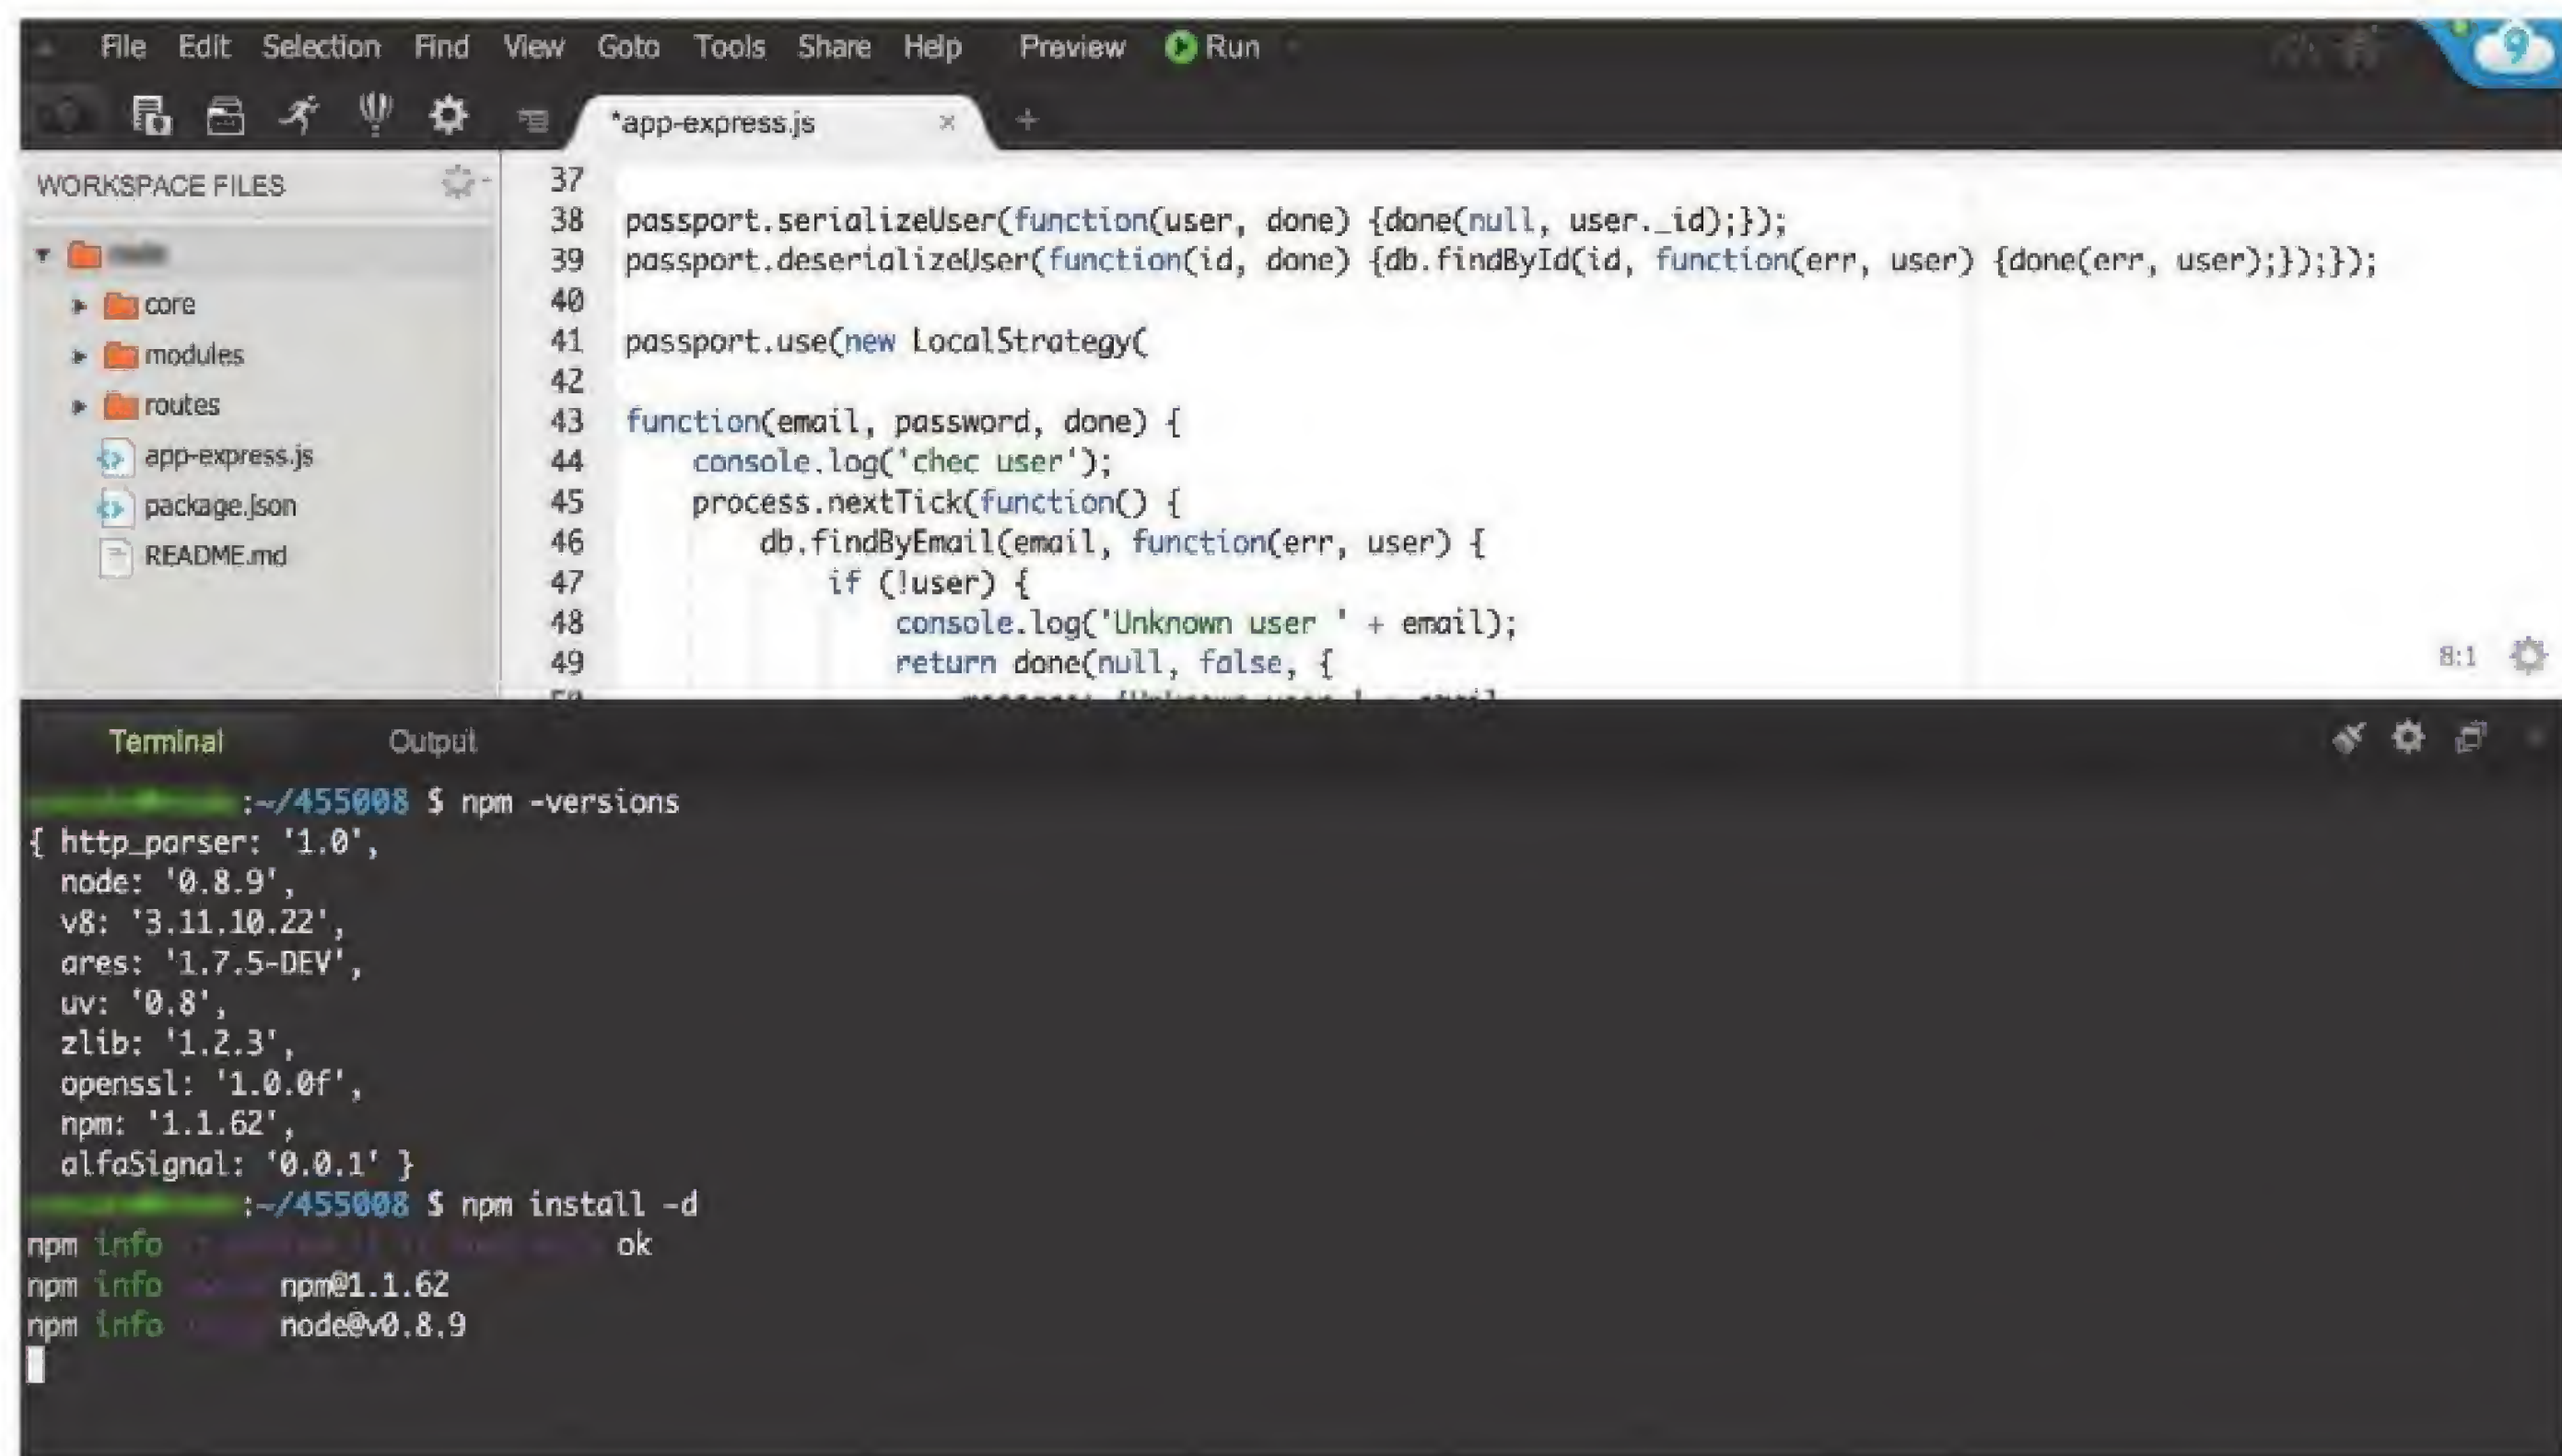 File Edit Selection Find View Goto Tools Share Help Preview Run
9
*app-express.js
WORKSPACE FILES
core
modules
routes
app-express.js
package.json
README.md
37
38 passport.serializeUser(function(user, done) {done(null, user._id);});
39 passport.deserializeUser(function(id, done) {db.findById(id, function(err, user) {done(err, user);});});
40
41 passport.use(new LocalStrategy(
42
43 function(email, password, done) {
44 console.log('chec user');
45 process.nextTick(function() {
46 db.findByEmail(email, function(err, user) {
47 if (!user) {
48 console.log('Unknown user ' + email);
49 return done(null, false, {
8:1
Terminal Output
:~/455008 $ npm -versions
{ http_parser: '1.0',
node: '0.8.9',
v8: '3.11.10.22',
ares: '1.7.5-DEV',
uv: '0.8',
zlib: '1.2.3',
openssl: '1.0.0f',
npm: '1.1.62',
alfaSignal: '0.0.1' }
:~/455008 $ npm install -d
npm info ok
npm info npm@1.1.62
npm info node@v0.8.9